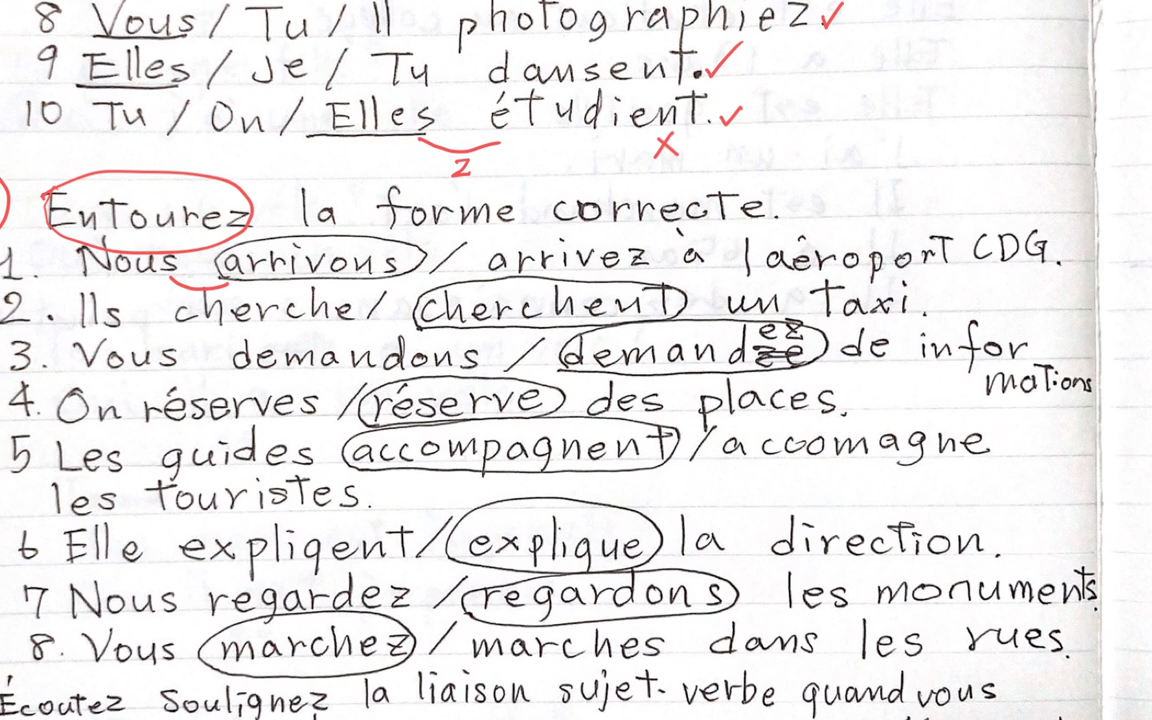 8 Vous / Tu / Il photographiez ✓
9 Elles / Je / Tu dansent. ✓
10 Tu / On / Elles étudient. ✓
z x
Entourez la forme correcte.
1. Nous arrivons / arrivez à l aéroport CDG.
2. Ils cherche / cherchent un taxi.
3. Vous demandons / demandez de infor
mations
4. On réserves / réserve des places.
5 Les guides accompagnent / accomagne
les touristes.
6 Elle expliqent / explique la direction.
7 Nous regardez / regardons les monuments.
8. Vous marchez / marches dans les rues.
Écoutez Soulignez la liaison sujet-verbe quand vous